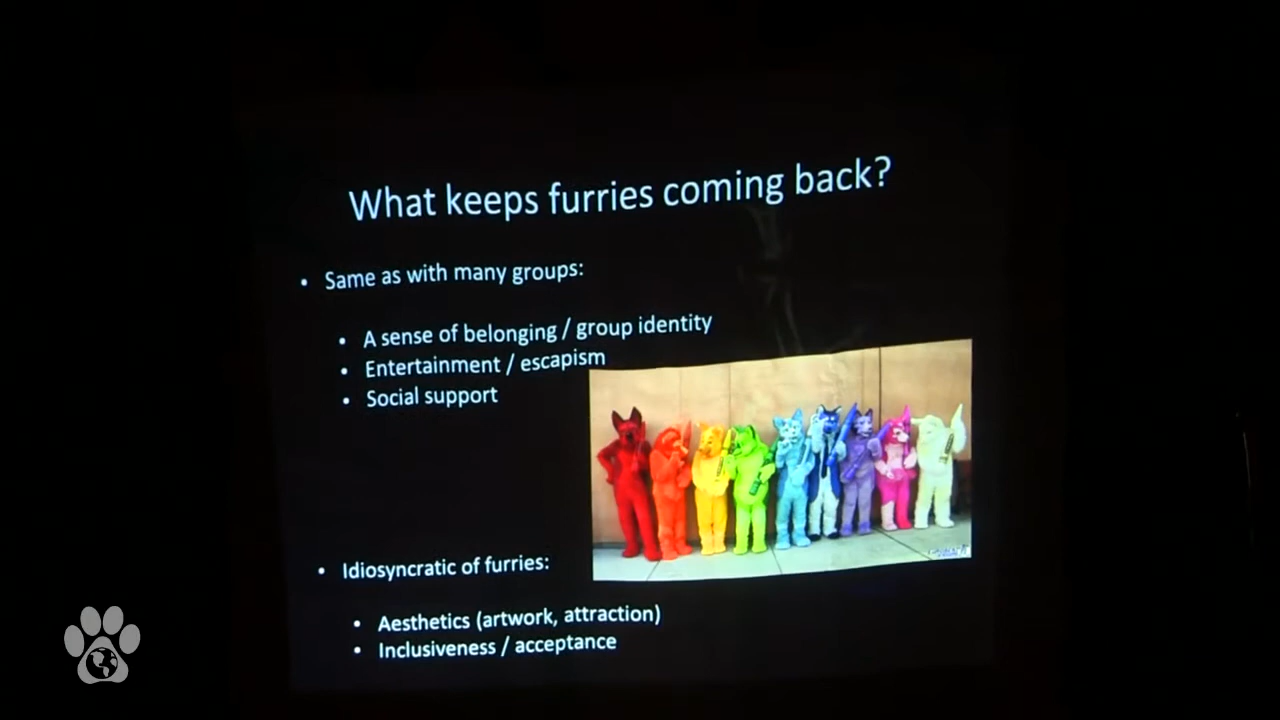 What keeps furries coming back?
• Same as with many groups:
• A sense of belonging / group identity
• Entertainment / escapism
• Social support
• Idiosyncratic of furries:
• Aesthetics (artwork, attraction)
• Inclusiveness / acceptance